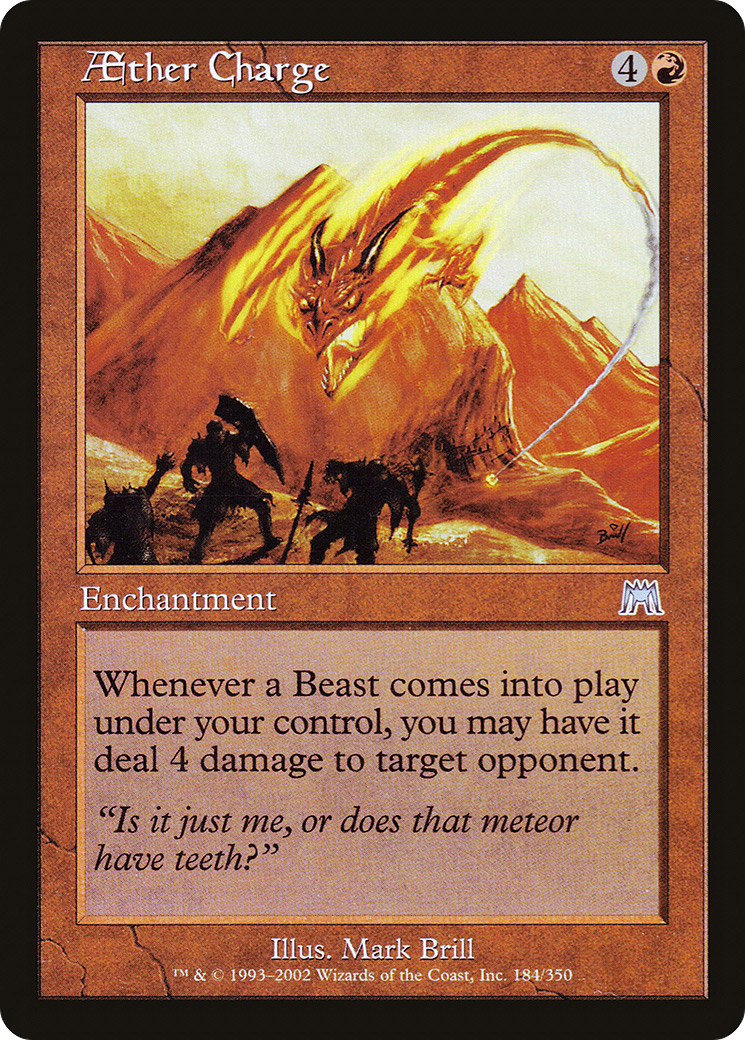 Æther Charge 4
Brill
Enchantment
Whenever a Beast comes into play
under your control, you may have it
deal 4 damage to target opponent.
“Is it just me, or does that meteor
have teeth?”
Illus. Mark Brill
™ & © 1993–2002 Wizards of the Coast, Inc. 184/350